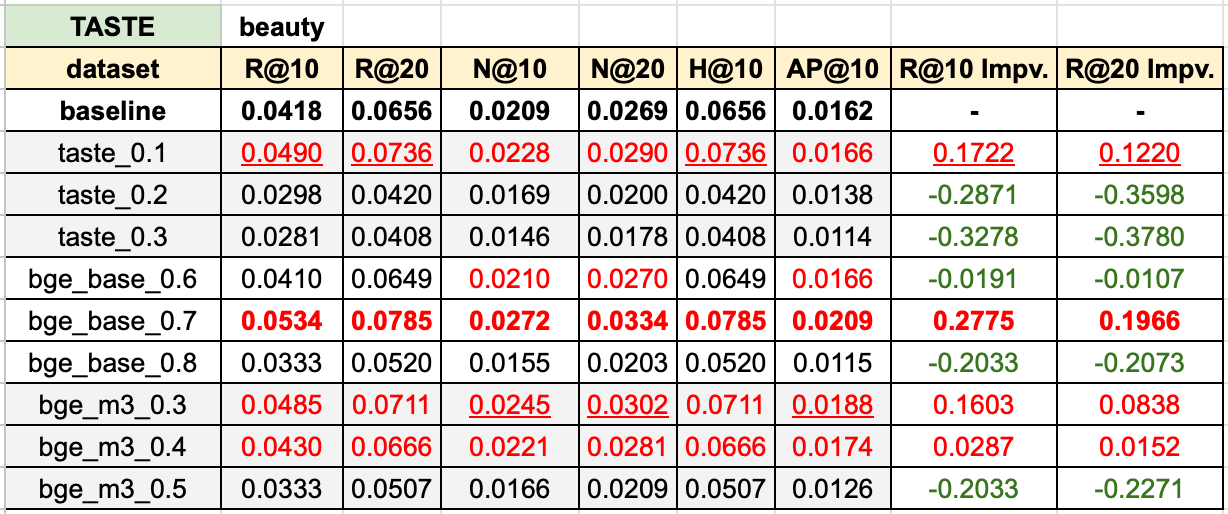 TASTE beauty
dataset R@10 R@20 N@10 N@20 H@10 AP@10 R@10 Impv. R@20 Impv.
baseline 0.0418 0.0656 0.0209 0.0269 0.0656 0.0162 - -
taste_0.1 0.0490 0.0736 0.0228 0.0290 0.0736 0.0166 0.1722 0.1220
taste_0.2 0.0298 0.0420 0.0169 0.0200 0.0420 0.0138 -0.2871 -0.3598
taste_0.3 0.0281 0.0408 0.0146 0.0178 0.0408 0.0114 -0.3278 -0.3780
bge_base_0.6 0.0410 0.0649 0.0210 0.0270 0.0649 0.0166 -0.0191 -0.0107
bge_base_0.7 0.0534 0.0785 0.0272 0.0334 0.0785 0.0209 0.2775 0.1966
bge_base_0.8 0.0333 0.0520 0.0155 0.0203 0.0520 0.0115 -0.2033 -0.2073
bge_m3_0.3 0.0485 0.0711 0.0245 0.0302 0.0711 0.0188 0.1603 0.0838
bge_m3_0.4 0.0430 0.0666 0.0221 0.0281 0.0666 0.0174 0.0287 0.0152
bge_m3_0.5 0.0333 0.0507 0.0166 0.0209 0.0507 0.0126 -0.2033 -0.2271